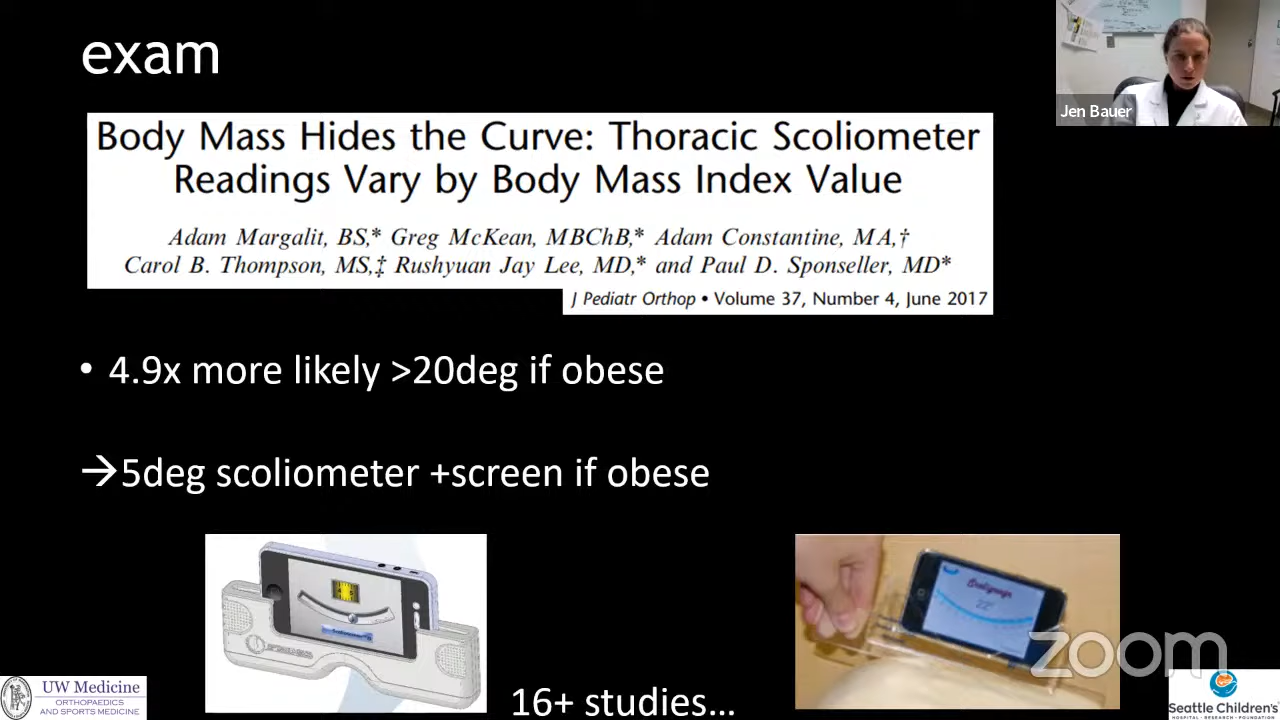 exam
Jen Bauer
Body Mass Hides the Curve: Thoracic Scoliometer
Readings Vary by Body Mass Index Value
Adam Margalit, BS,* Greg McKean, MBChB,* Adam Constantine, MA,†
Carol B. Thompson, MS,‡ Rushyuan Jay Lee, MD,* and Paul D. Sponseller, MD*
J Pediatr Orthop • Volume 37, Number 4, June 2017
• 4.9x more likely >20deg if obese
→5deg scoliometer +screen if obese
22°
zoom
16+ studies…
UW Medicine
ORTHOPAEDICS
AND SPORTS MEDICINE
Seattle Children's
HOSPITAL • RESEARCH • FOUNDATION